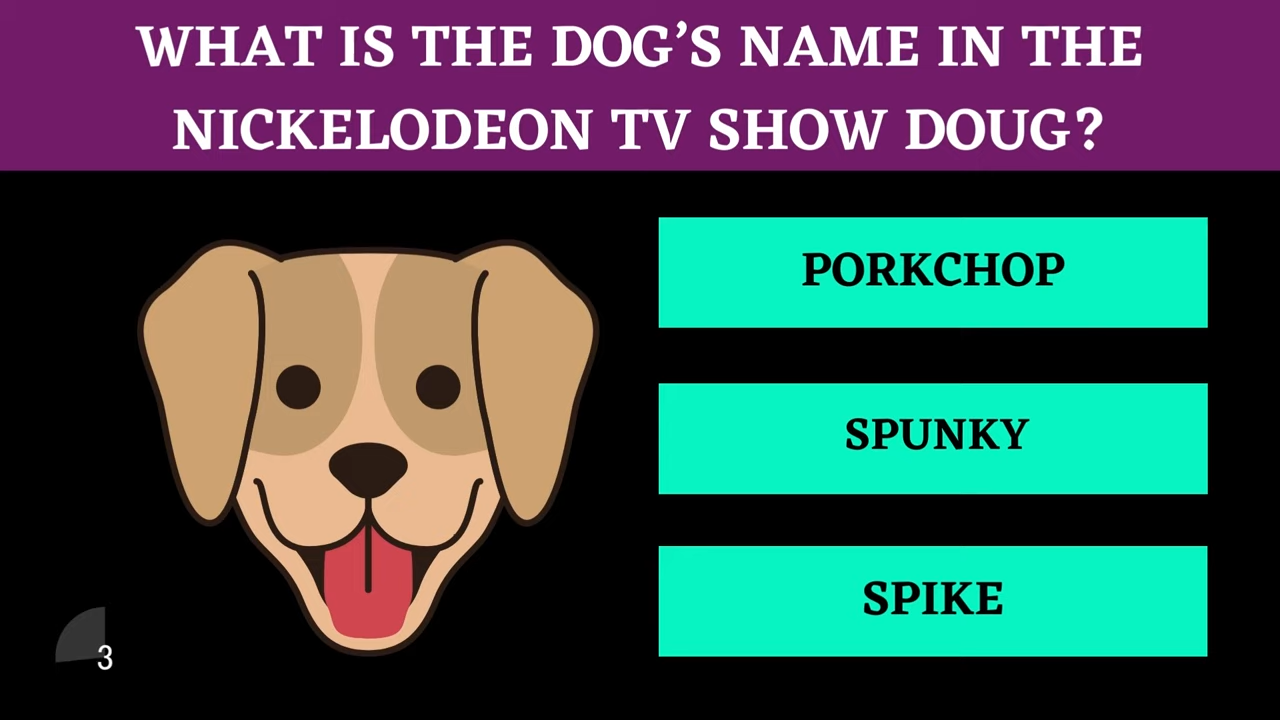 WHAT IS THE DOG’S NAME IN THE
NICKELODEON TV SHOW DOUG?
PORKCHOP
SPUNKY
SPIKE
3